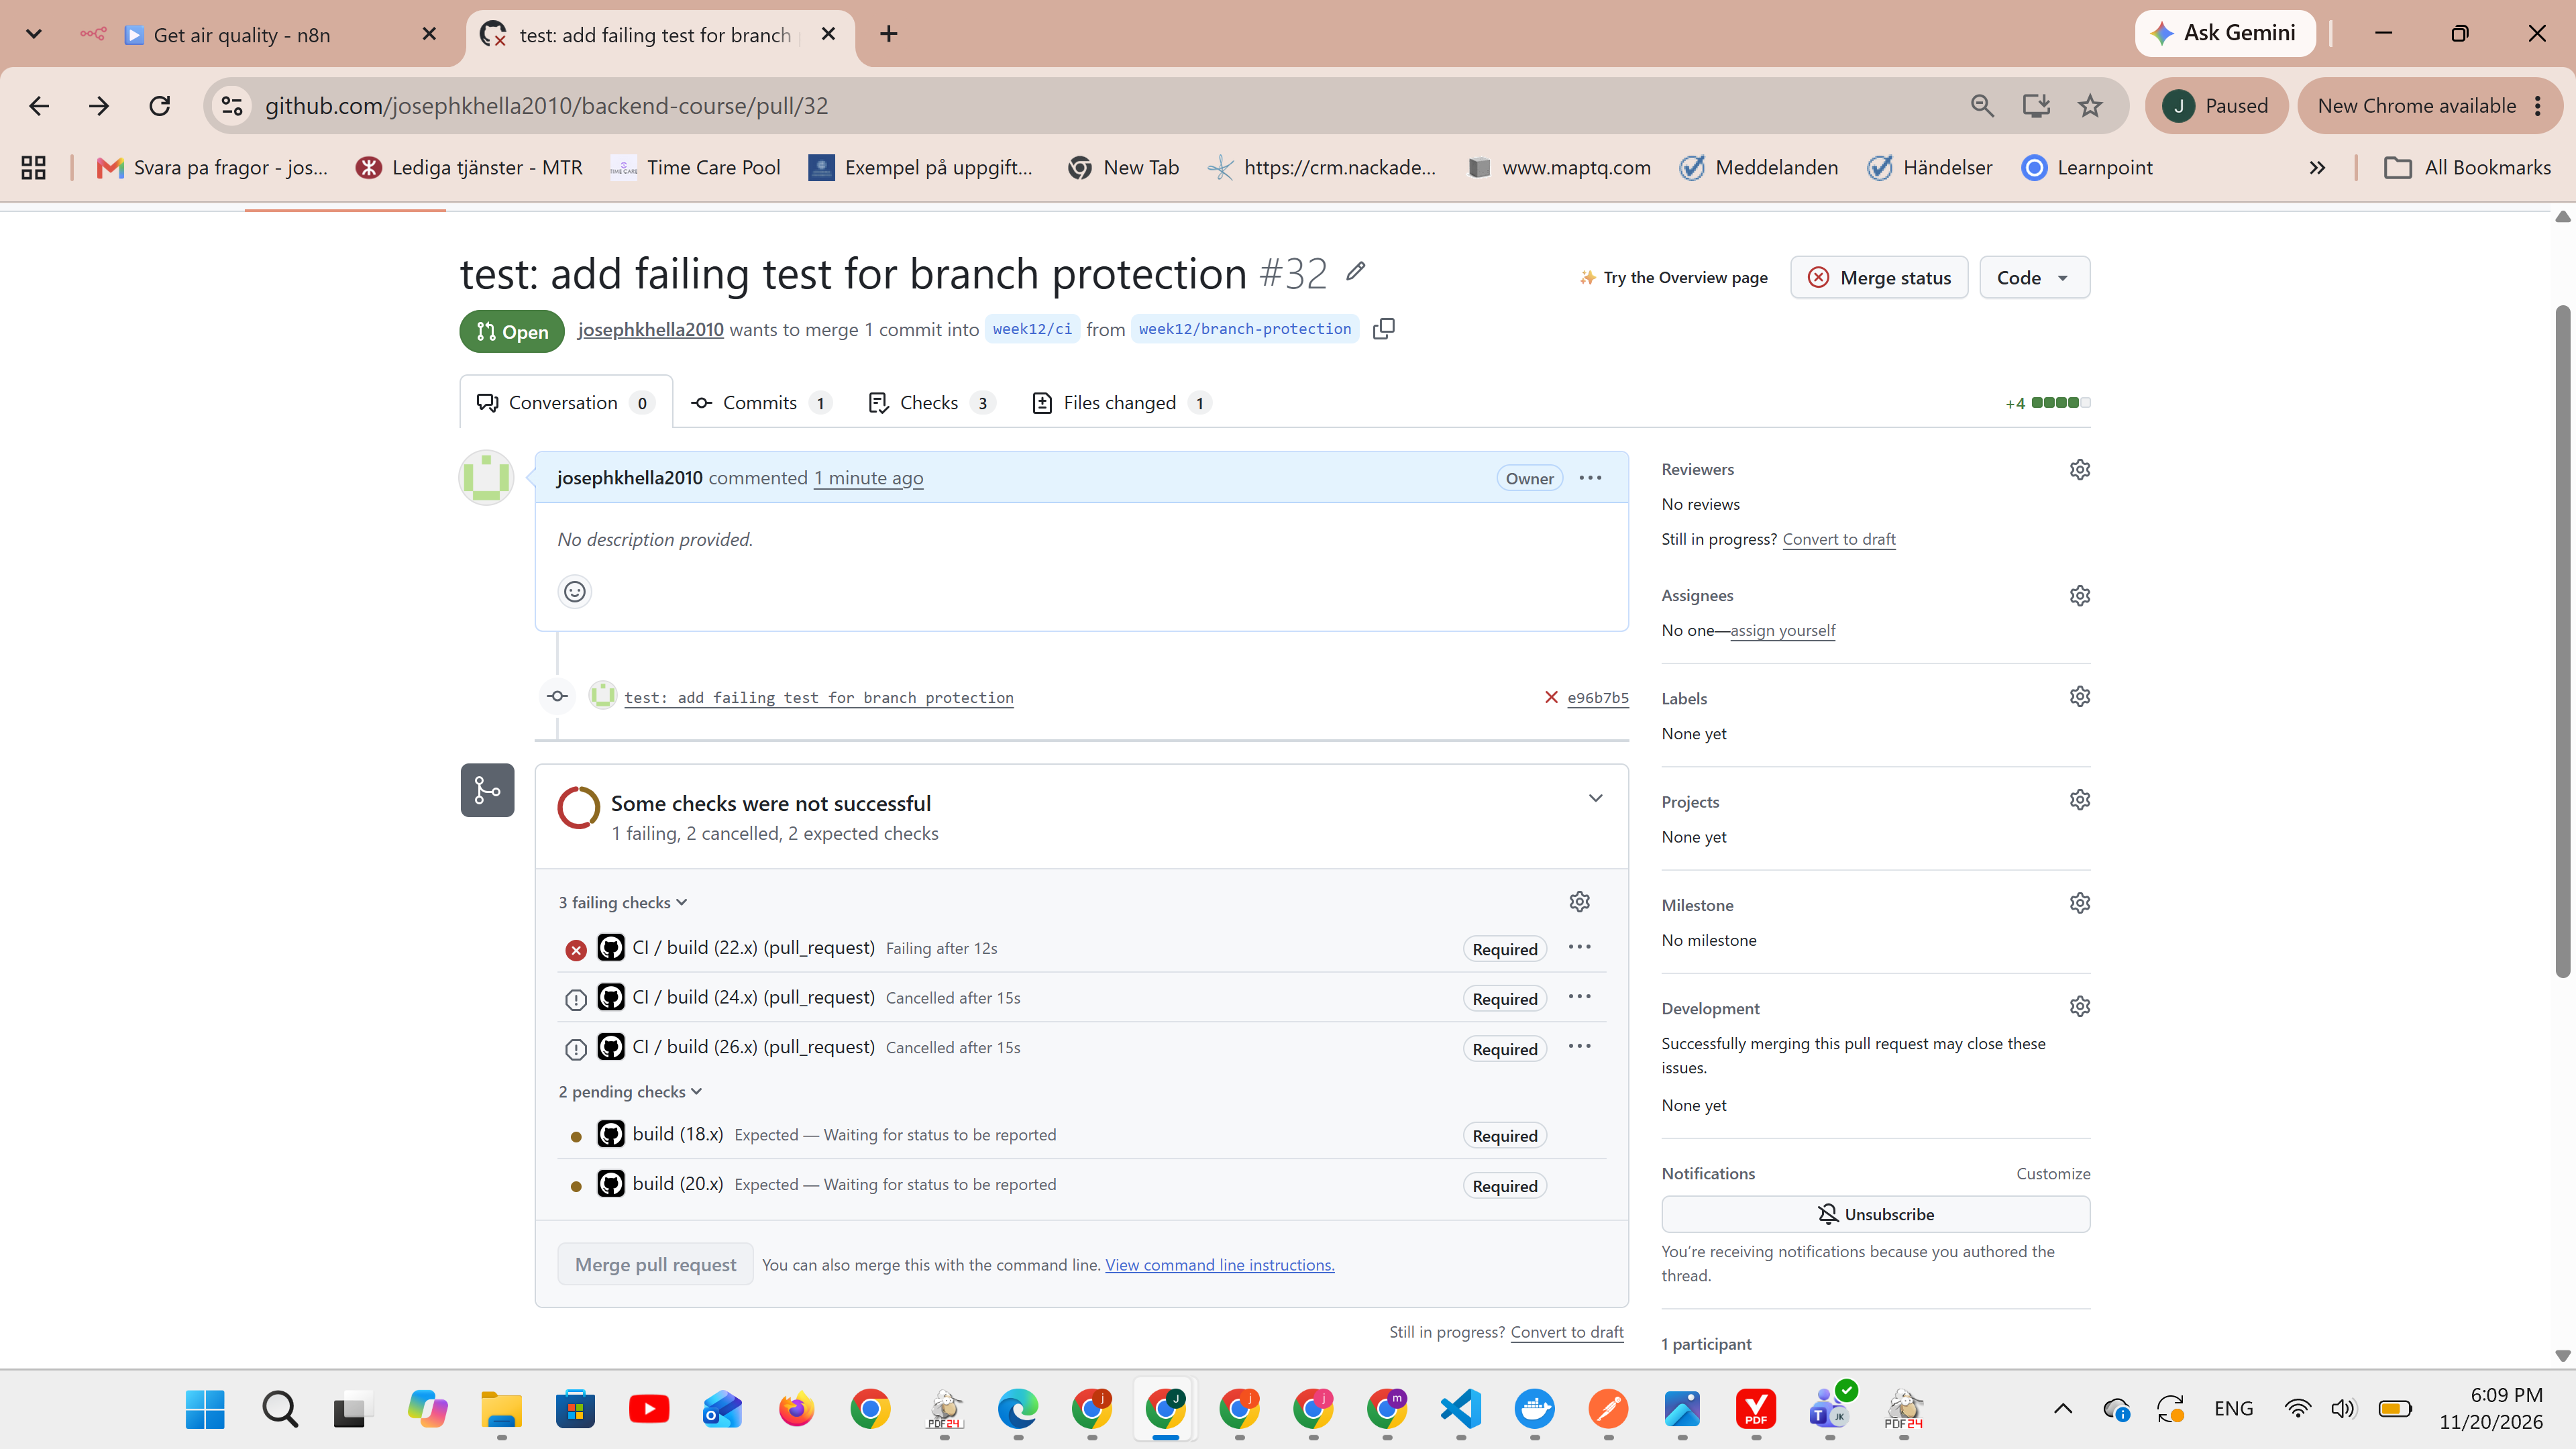 Get air quality - n8n
test: add failing test for branch
Ask Gemini
github.com/josephkhella2010/backend-course/pull/32
J
Paused
New Chrome available
Svara pa fragor - jos...
Lediga tjänster - MTR
TIME CARE
Time Care Pool
Exempel på uppgift...
New Tab
https://crm.nackade...
www.maptq.com
Meddelanden
Händelser
Learnpoint
All Bookmarks
test: add failing test for branch protection #32
Try the Overview page
Merge status
Code
Open
josephkhella2010 wants to merge 1 commit into week12/ci from week12/branch-protection
Conversation 0
Commits 1
Checks 3
Files changed 1
+4
josephkhella2010 commented 1 minute ago
Owner
No description provided.
test: add failing test for branch protection
e96b7b5
Some checks were not successful
1 failing, 2 cancelled, 2 expected checks
3 failing checks
CI / build (22.x) (pull_request) Failing after 12s
Required
CI / build (24.x) (pull_request) Cancelled after 15s
Required
CI / build (26.x) (pull_request) Cancelled after 15s
Required
2 pending checks
build (18.x) Expected — Waiting for status to be reported
Required
build (20.x) Expected — Waiting for status to be reported
Required
Merge pull request
You can also merge this with the command line. View command line instructions.
Still in progress? Convert to draft
Reviewers
No reviews
Still in progress? Convert to draft
Assignees
No one—assign yourself
Labels
None yet
Projects
None yet
Milestone
No milestone
Development
Successfully merging this pull request may close these
issues.
None yet
Notifications
Customize
Unsubscribe
You're receiving notifications because you authored the
thread.
1 participant
PDF24
j
J
j
j
m
PDF
T
JK
PDF24
ENG
6:09 PM
11/20/2026